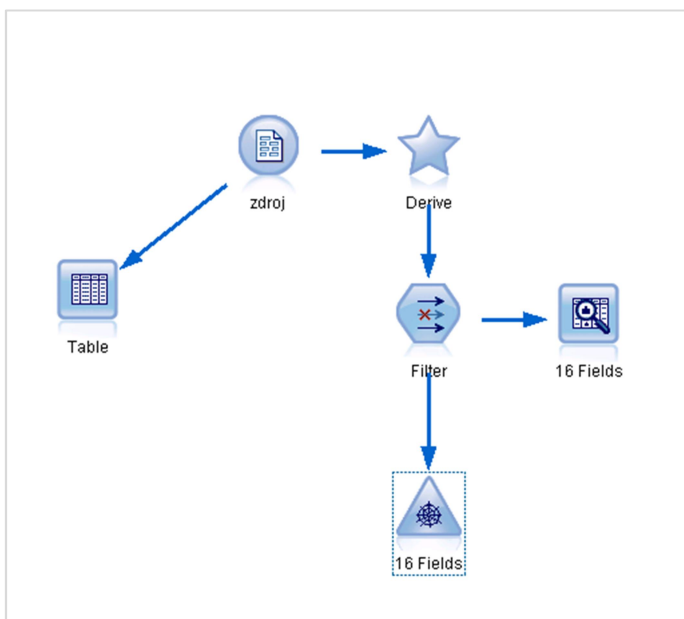 zdroj
Derive
Table
Filter
16 Fields
16 Fields